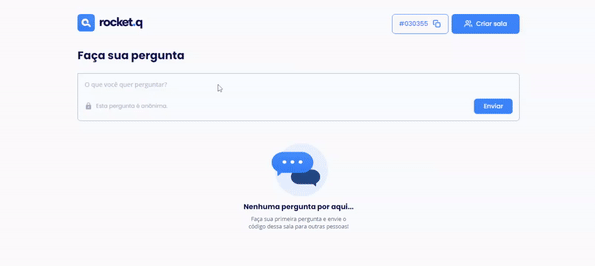 rocket.q
#030355
Criar sala
Faça sua pergunta
O que você quer perguntar?
Esta pergunta é anônima.
Enviar
Nenhuma pergunta por aqui...
Faça sua primeira pergunta e envie o
código dessa sala para outras pessoas!